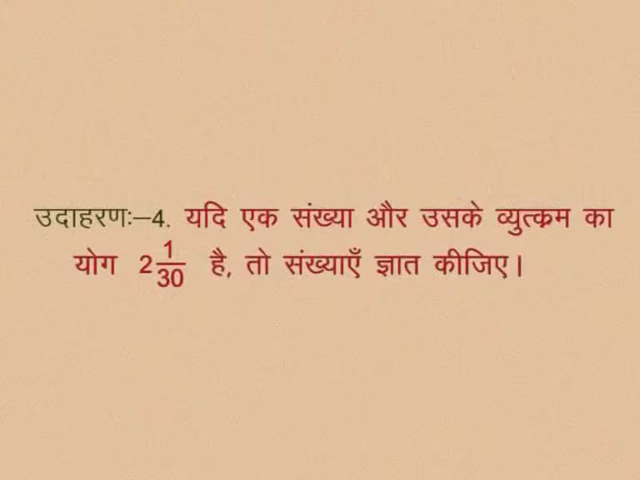 उदाहरणः–4. यदि एक संख्या और उसके व्युत्क्रम का
योग 2 1/30 है, तो संख्याएँ ज्ञात कीजिए।